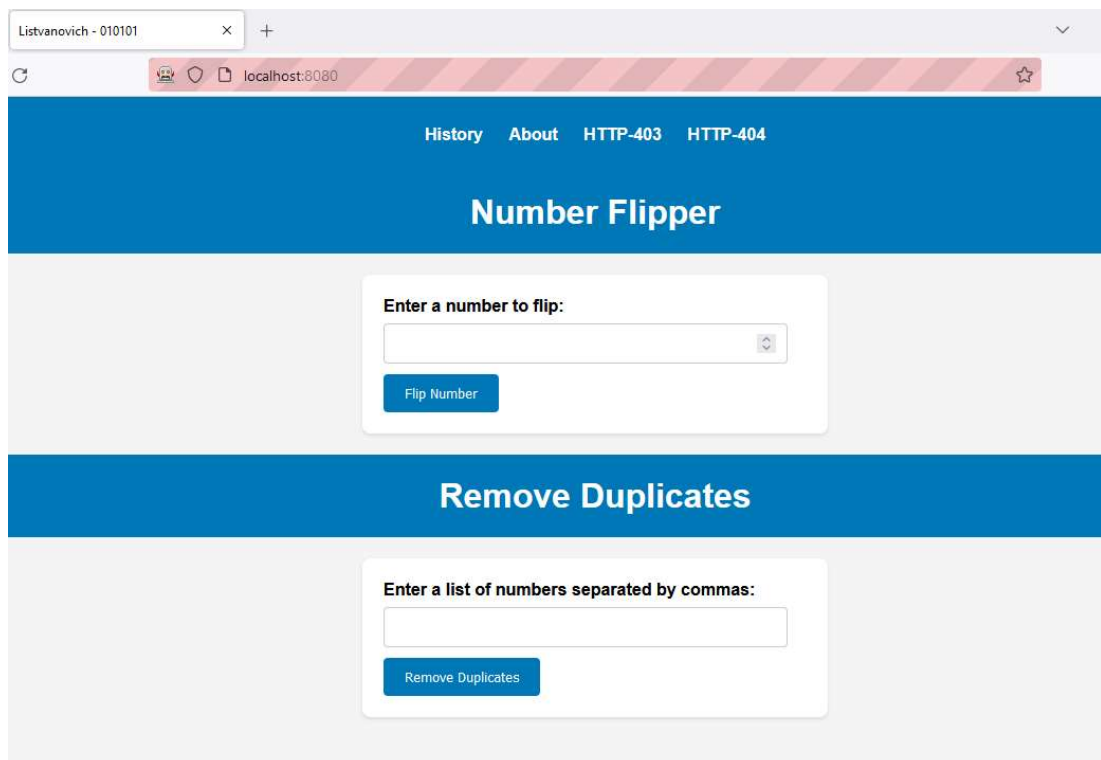 Listvanovich - 010101
localhost:8080
History About HTTP-403 HTTP-404
Number Flipper
Enter a number to flip:
Flip Number
Remove Duplicates
Enter a list of numbers separated by commas:
Remove Duplicates